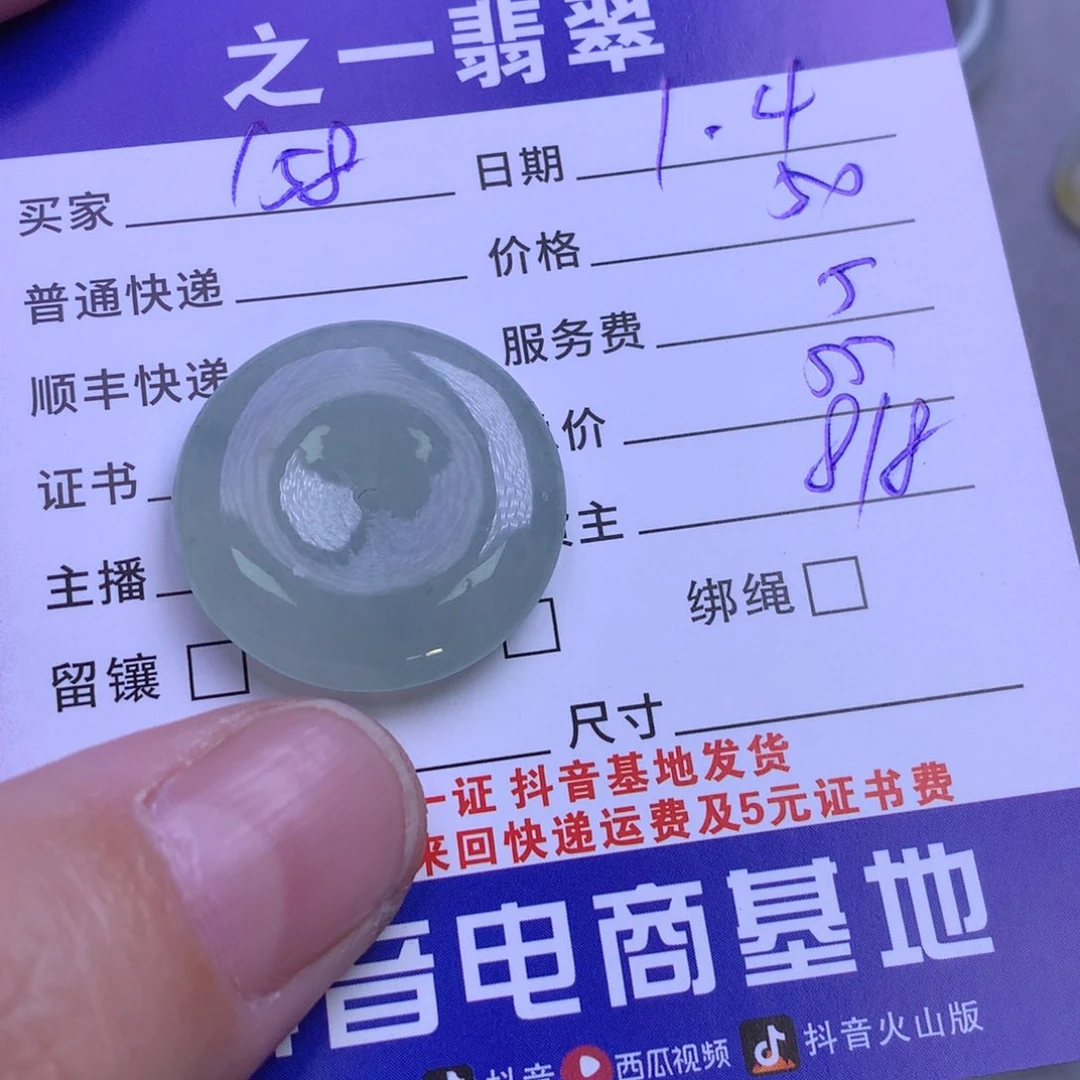 之一翡翠
买家 158 日期 1.4
普通快递 价格 50
顺丰快递 服务费 5
证书 价 55
主播 主 818
留镶 绑绳
尺寸
一证 抖音基地发货
来回快递运费及5元证书费
音电商基地
抖音 西瓜视频 抖音火山版